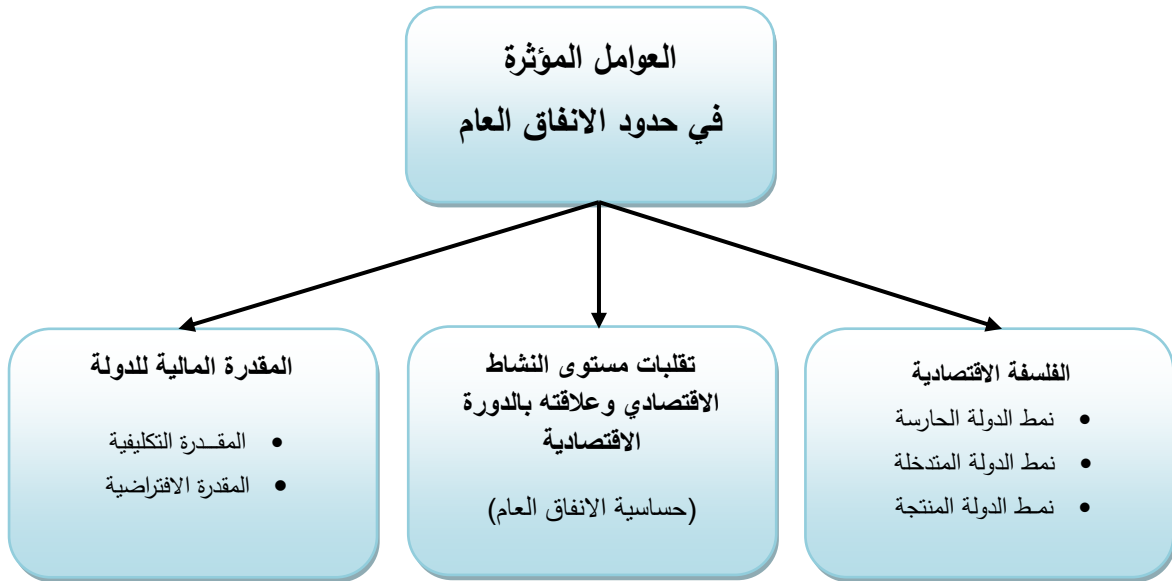 العوامل المؤثرة
في حدود الانفاق العام
الفلسفة الاقتصادية
• نمط الدولة الحارسة
• نمط الدولة المتدخلة
• نمـط الدولة المنتجة
تقلبات مستوى النشاط
الاقتصادي وعلاقته بالدورة
الاقتصادية
(حساسية الانفاق العام)
المقدرة المالية للدولة
• المقــدرة التكليفية
• المقدرة الافتراضية